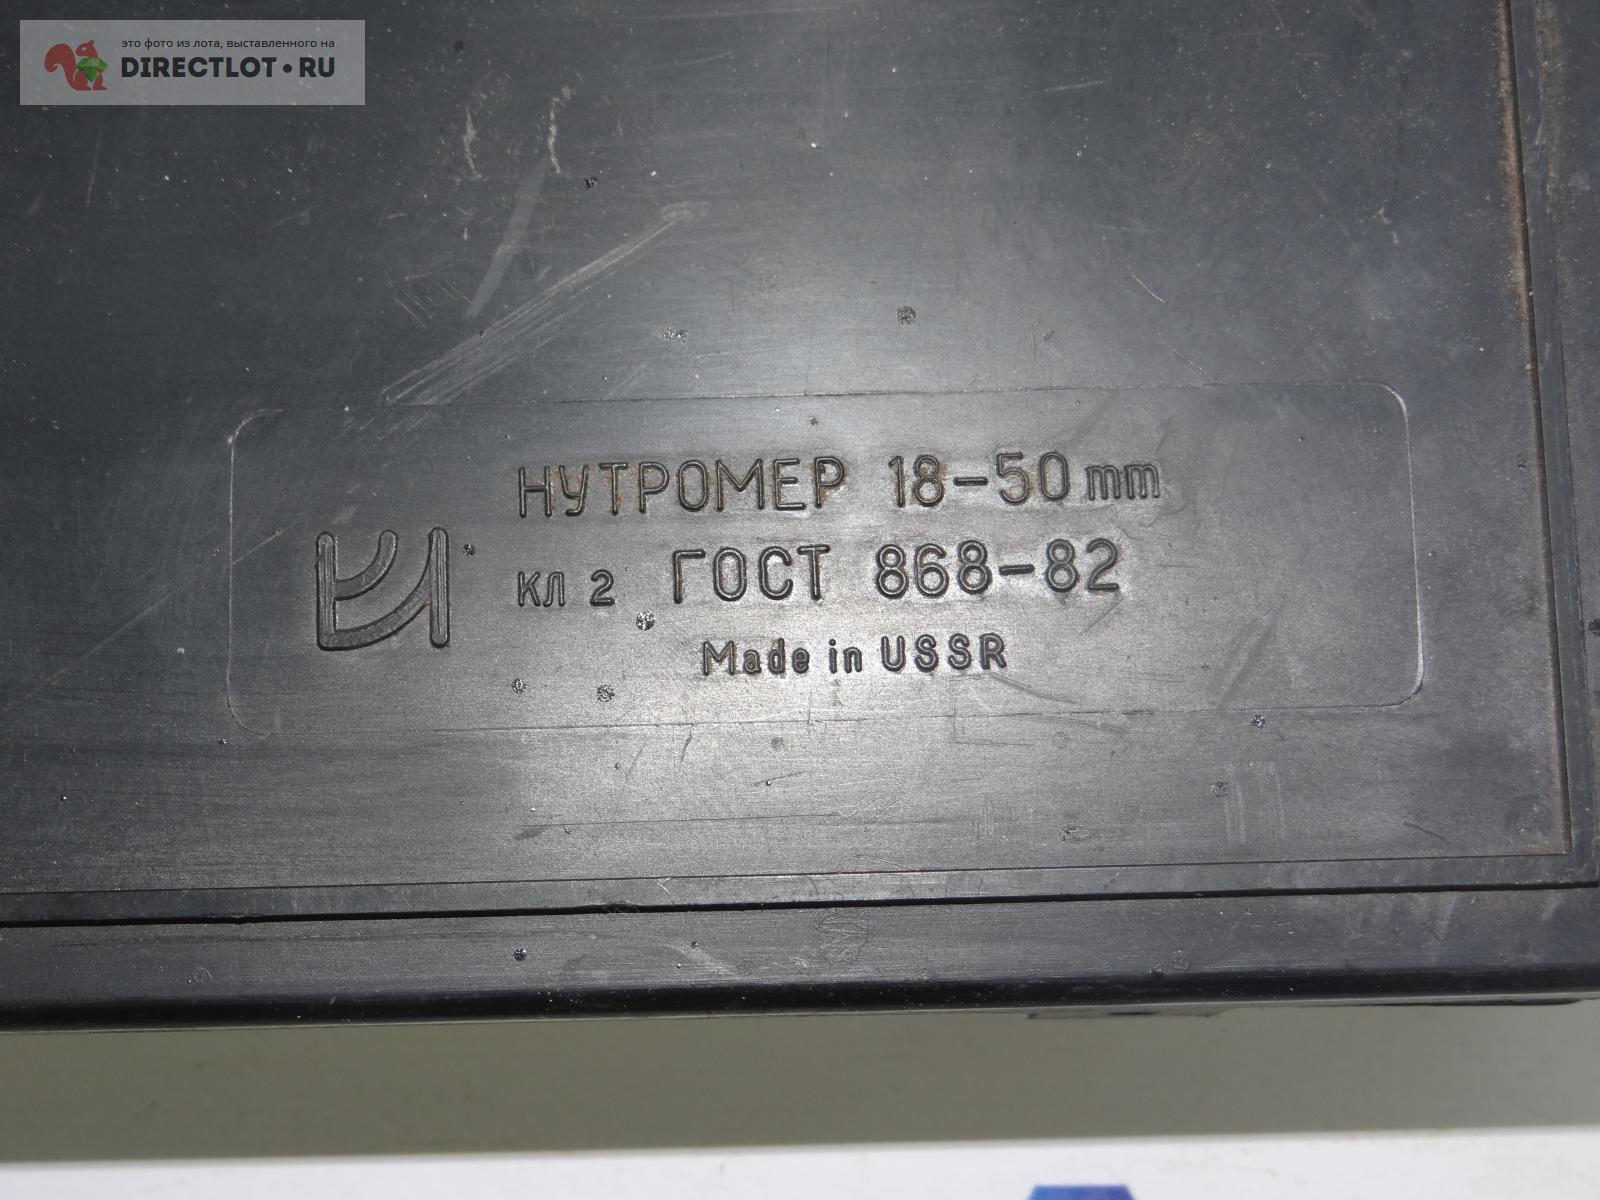 это фото из лота, выставленного на
DIRECTLOT•RU
НУТРОМЕР 18-50 mm
КЛ 2 ГОСТ 868-82
Made in USSR